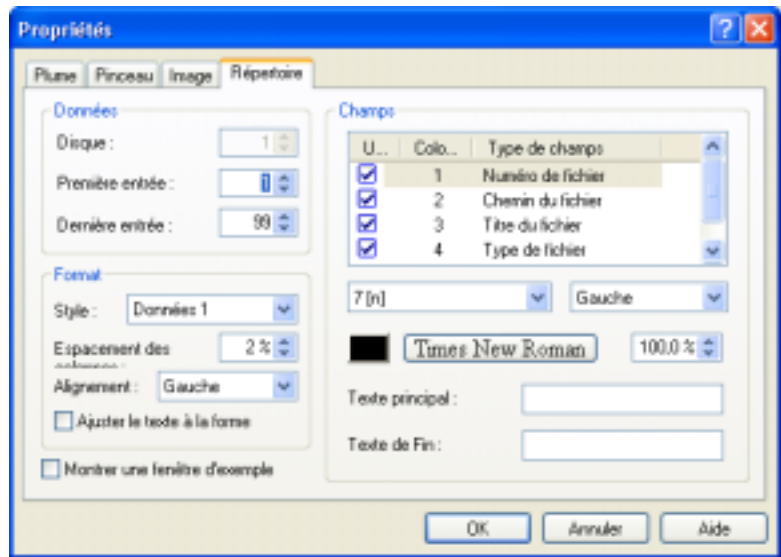 Propriétés
Plume Pinceau Image Répertoire
Données
Disque : 1
Première entrée : 1
Dernière entrée : 99
Format
Style : Données 1
Espacement des 2 %
Alignement : Gauche
Ajuster le texte à la forme
Montrer une fenêtre d'exemple
Champs
U... Colo... Type de champs
1 Numéro de fichier
2 Chemin du fichier
3 Titre du fichier
4 Type de fichier
7 [n] Gauche
Times New Roman 100,0 %
Texte principal :
Texte de Fin :
OK Annuler Aide